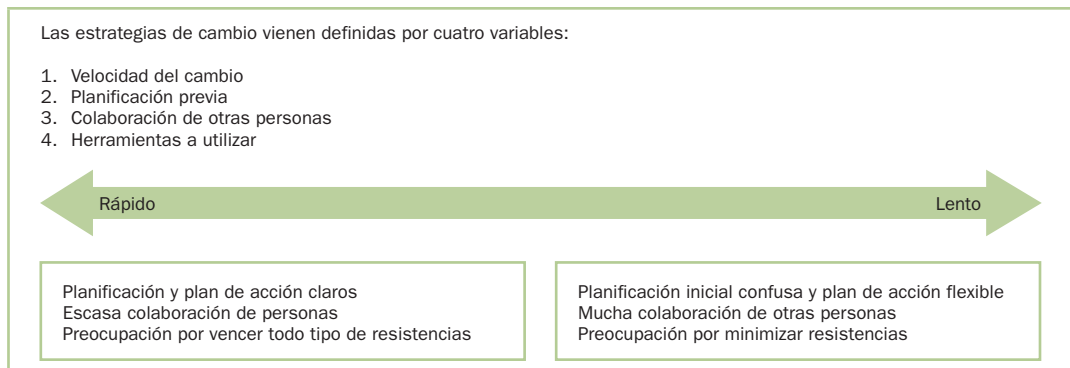 Las estrategias de cambio vienen definidas por cuatro variables:
1. Velocidad del cambio
2. Planificación previa
3. Colaboración de otras personas
4. Herramientas a utilizar
Rápido
Lento
Planificación y plan de acción claros
Escasa colaboración de personas
Preocupación por vencer todo tipo de resistencias
Planificación inicial confusa y plan de acción flexible
Mucha colaboración de otras personas
Preocupación por minimizar resistencias